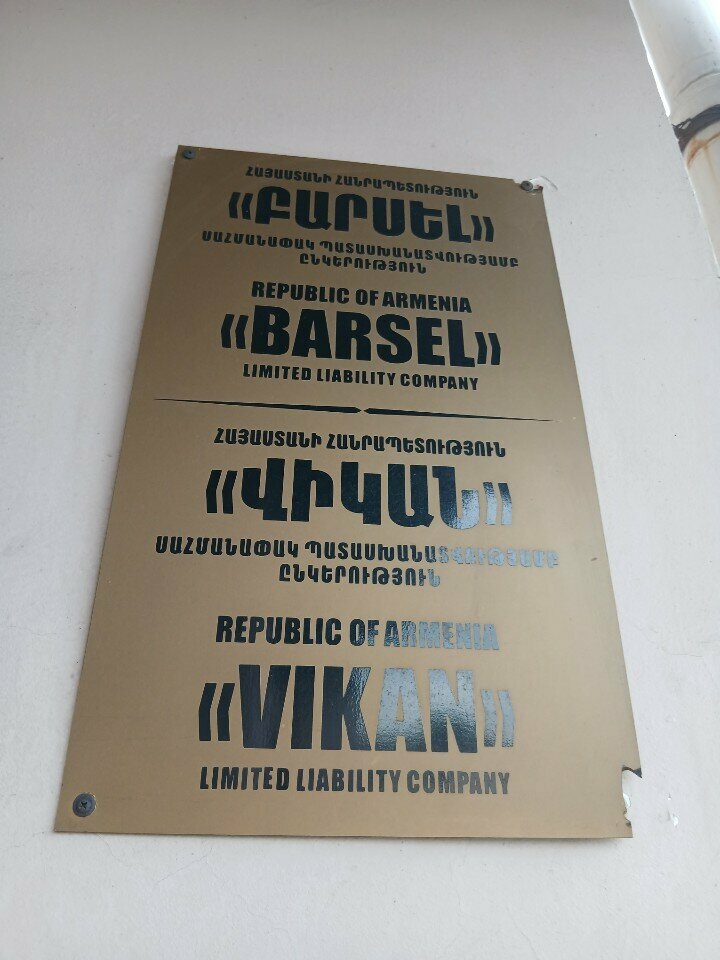 ՀԱՅԱՍՏԱՆԻ ՀԱՆՐԱՊԵՏՈՒԹՅՈՒՆ
«ԲԱՐՍԵԼ»
ՍԱՀՄԱՆԱՓԱԿ ՊԱՏԱՍԽԱՆԱՏՎՈՒԹՅԱՄԲ
ԸՆԿԵՐՈՒԹՅՈՒՆ
REPUBLIC OF ARMENIA
«BARSEL»
LIMITED LIABILITY COMPANY
ՀԱՅԱՍՏԱՆԻ ՀԱՆՐԱՊԵՏՈՒԹՅՈՒՆ
«ՎԻԿԱՆ»
ՍԱՀՄԱՆԱՓԱԿ ՊԱՏԱՍԽԱՆԱՏՎՈՒԹՅԱՄԲ
ԸՆԿԵՐՈՒԹՅՈՒՆ
REPUBLIC OF ARMENIA
«VIKAN»
LIMITED LIABILITY COMPANY